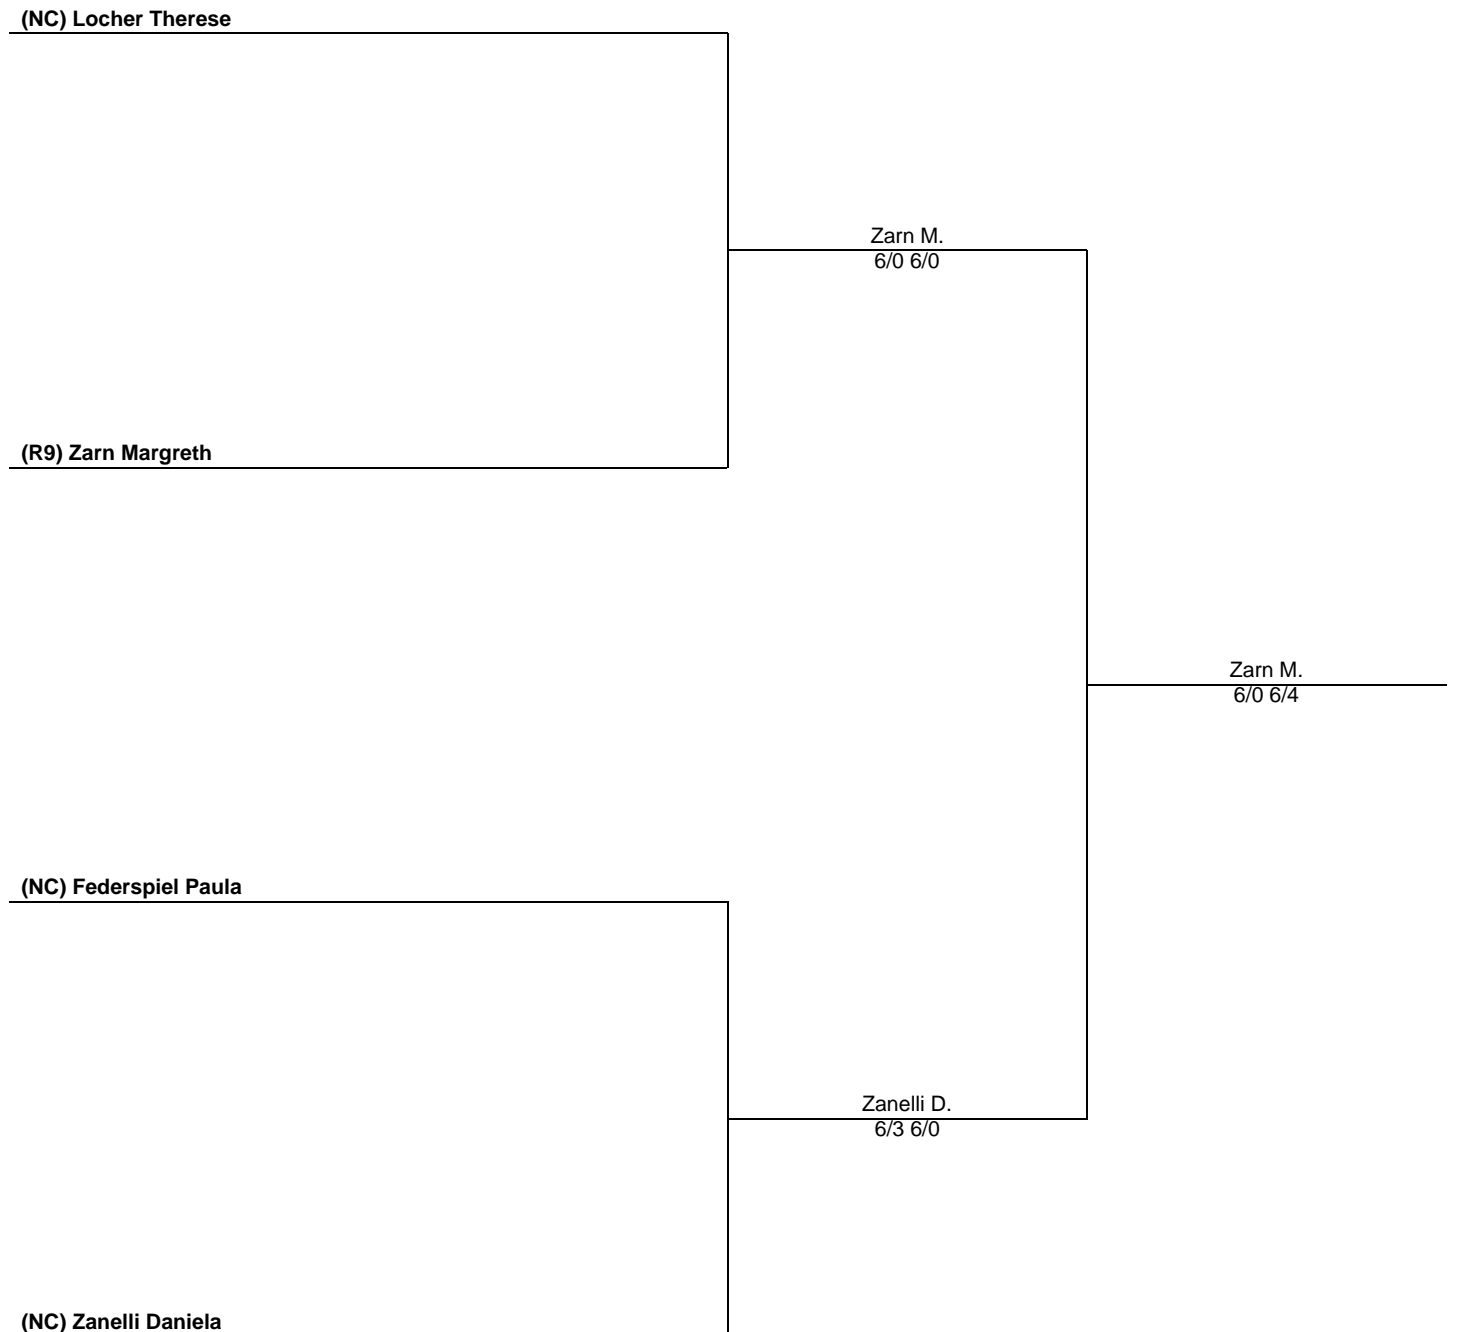 (NC) Locher Therese
Zarn M.
6/0 6/0
(R9) Zarn Margreth
Zarn M.
6/0 6/4
(NC) Federspiel Paula
Zanelli D.
6/3 6/0
(NC) Zanelli Daniela